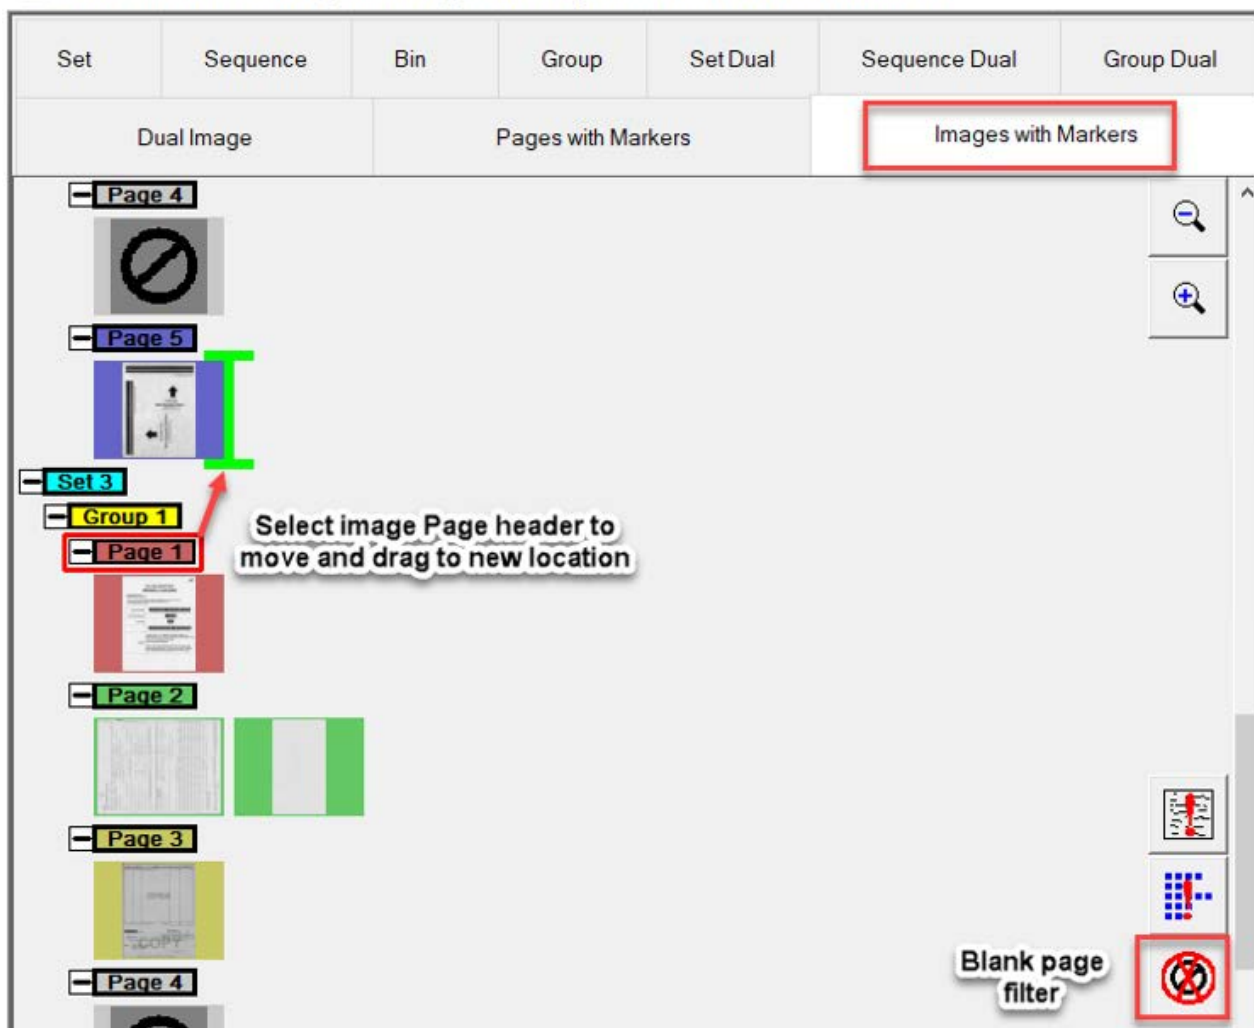 Set Sequence Bin Group Set Dual Sequence Dual Group Dual
Dual Image Pages with Markers Images with Markers
Page 4
Page 5
Set 3
Group 1
Page 1
Select image Page header to
move and drag to new location
Page 2
Page 3
COPY
Page 4
Blank page
filter